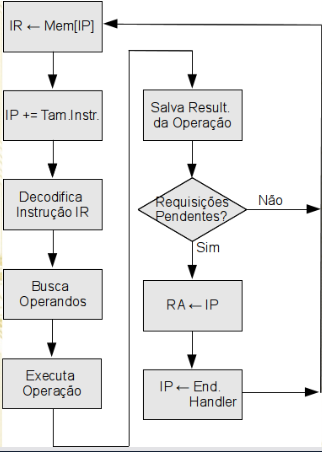 IR ← Mem[IP]
IP += Tam.Instr.
Decodifica
Instrução IR
Busca
Operandos
Executa
Operação
Salva Result.
da Operação
Requisições
Pendentes?
Não
Sim
RA ← IP
IP ← End.
Handler